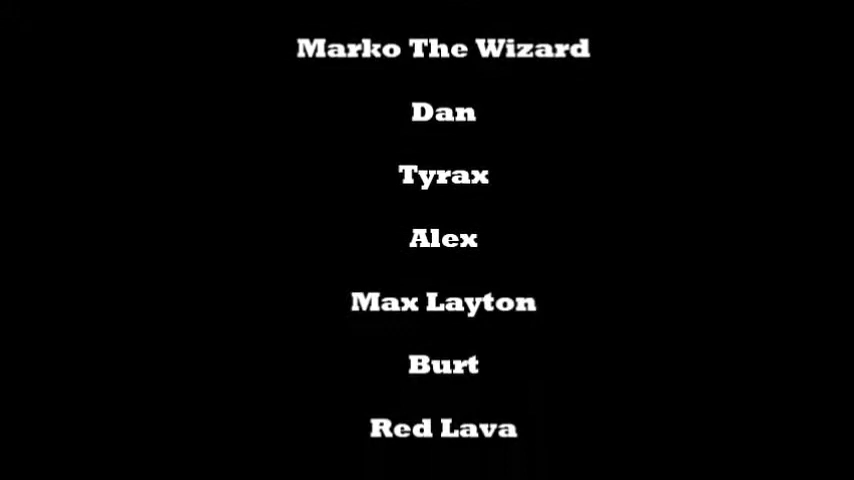 Marko The Wizard
Dan
Tyrax
Alex
Max Layton
Burt
Red Lava